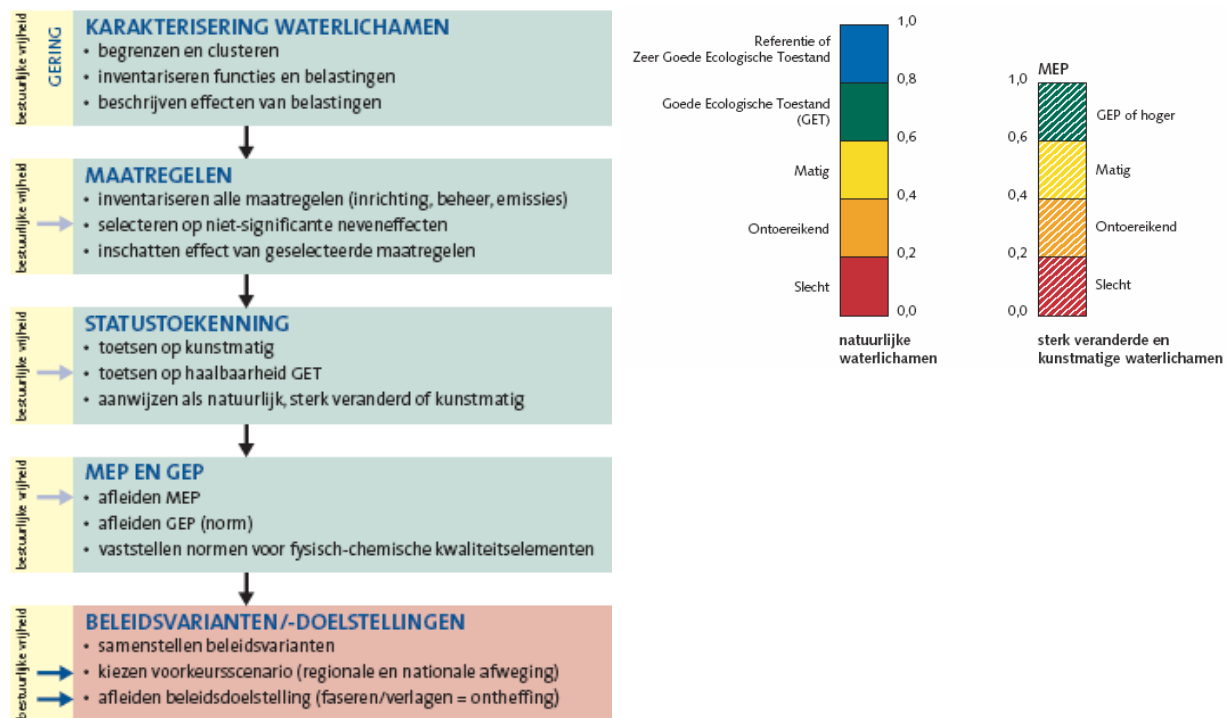 bestuurlijke vrijheid
GERING
KARAKTERISERING WATERLICHAMEN
• begrenzen en clusteren
• inventariseren functies en belastingen
• beschrijven effecten van belastingen
bestuurlijke vrijheid
MAATREGELEN
• inventariseren alle maatregelen (inrichting, beheer, emissies)
• selecteren op niet-significante neveneffecten
• inschatten effect van geselecteerde maatregelen
bestuurlijke vrijheid
STATUSTOEKENNING
• toetsen op kunstmatig
• toetsen op haalbaarheid GET
• aanwijzen als natuurlijk, sterk veranderd of kunstmatig
bestuurlijke vrijheid
MEP EN GEP
• afleiden MEP
• afleiden GEP (norm)
• vaststellen normen voor fysisch-chemische kwaliteitselementen
bestuurlijke vrijheid
BELEIDSVARIANTEN/-DOELSTELLINGEN
• samenstellen beleidsvarianten
• kiezen voorkeursscenario (regionale en nationale afweging)
• afleiden beleidsdoelstelling (faseren/verlagen = ontheffing)
1,0
Referentie of
Zeer Goede Ecologische Toestand
0,8
Goede Ecologische Toestand
(GET)
0,6
Matig
0,4
Ontoereikend
0,2
Slecht
0,0
natuurlijke
waterlichamen
MEP
1,0
GEP of hoger
0,6
Matig
0,4
Ontoereikend
0,2
Slecht
0,0
sterk veranderde en
kunstmatige waterlichamen